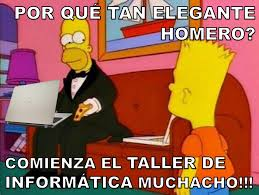 POR QUÉ TAN ELEGANTE
HOMERO?
COMIENZA EL TALLER DE
INFORMÁTICA MUCHACHO!!!